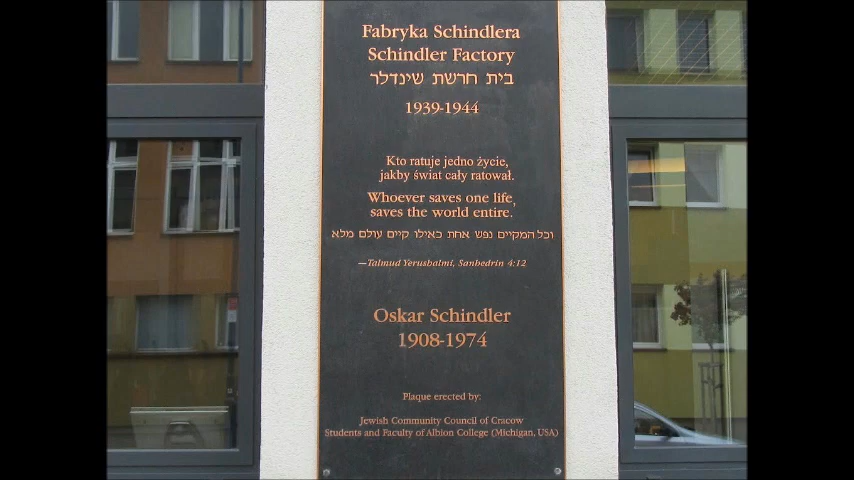 Fabryka Schindlera
Schindler Factory
בית חרשת שינדלר
1939-1944
Kto ratuje jedno życie,
jakby świat cały ratował.
Whoever saves one life,
saves the world entire.
וכל המקיים נפש אחת כאילו קיים עולם מלא
—Talmud Yerushalmi, Sanhedrin 4:12
Oskar Schindler
1908-1974
Plaque erected by:
Jewish Community Council of Cracow
Students and Faculty of Albion College (Michigan, USA)